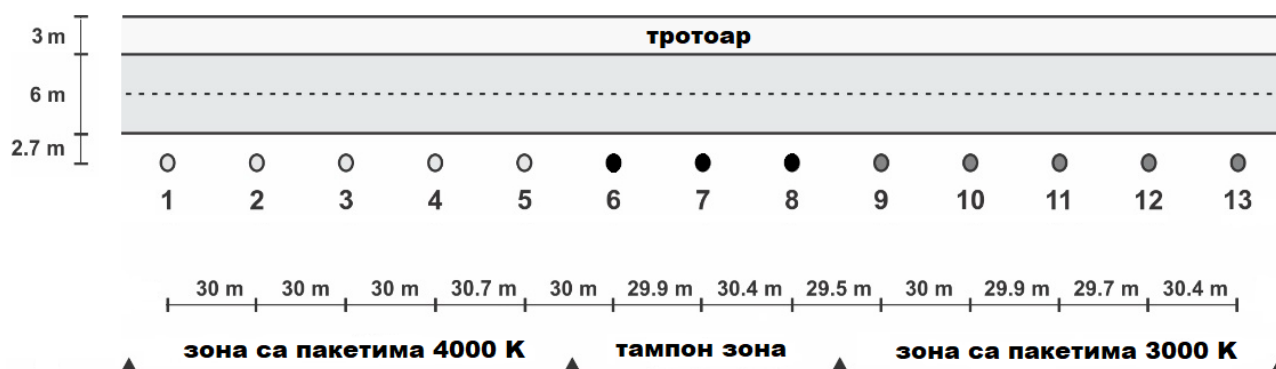 3 m
тротоар
6 m
2.7 m
1 2 3 4 5 6 7 8 9 10 11 12 13
30 m 30 m 30 m 30.7 m 30 m 29.9 m 30.4 m 29.5 m 30 m 29.9 m 29.7 m 30.4 m
зона са пакетима 4000 K тампон зона зона са пакетима 3000 K